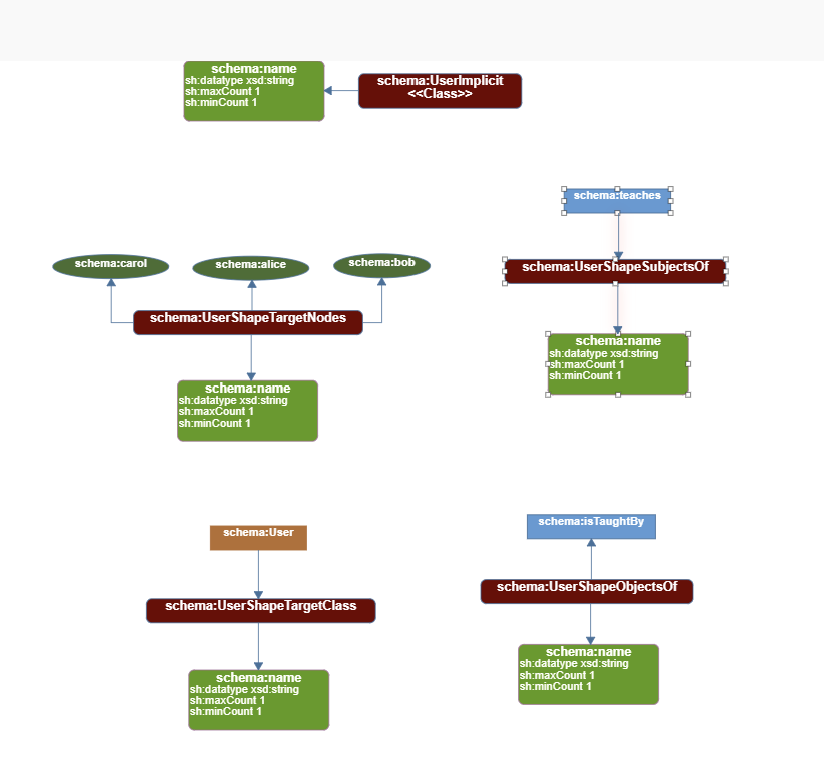 schema:name
sh:datatype xsd:string
sh:maxCount 1
sh:minCount 1
schema:UserImplicit
<<Class>>
schema:teaches
schema:UserShapeSubjectsOf
schema:name
sh:datatype xsd:string
sh:maxCount 1
sh:minCount 1
schema:carol
schema:alice
schema:bob
schema:UserShapeTargetNodes
schema:name
sh:datatype xsd:string
sh:maxCount 1
sh:minCount 1
schema:User
schema:UserShapeTargetClass
schema:name
sh:datatype xsd:string
sh:maxCount 1
sh:minCount 1
schema:isTaughtBy
schema:UserShapeObjectsOf
schema:name
sh:datatype xsd:string
sh:maxCount 1
sh:minCount 1